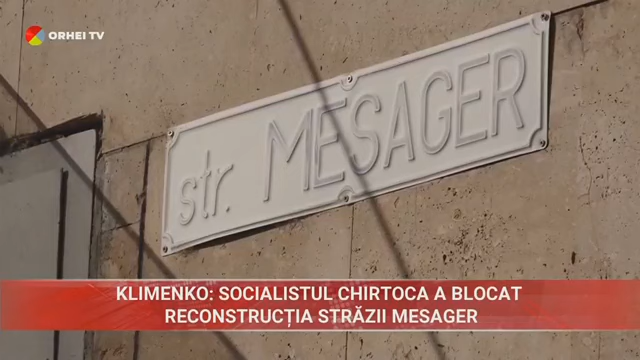 ORHEI TV
str. MESAGER
KLIMENKO: SOCIALISTUL CHIRTOCA A BLOCAT
RECONSTRUCȚIA STRĂZII MESAGER